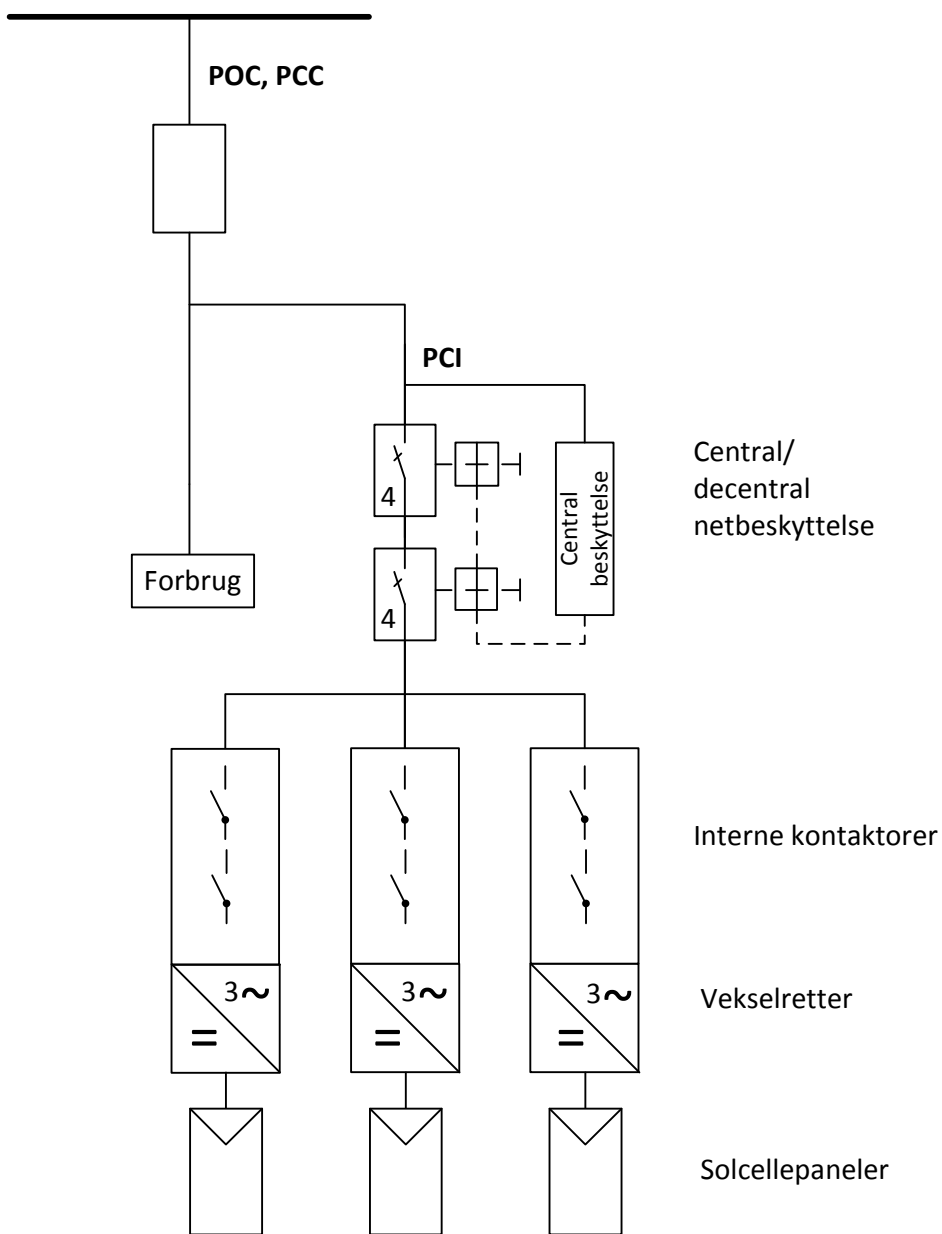 POC, PCC
PCI
4
4
Central
beskyttelse
Central/
decentral
netbeskyttelse
Forbrug
Interne kontaktorer
3~
=
3~
=
3~
=
Vekselretter
Solcellepaneler